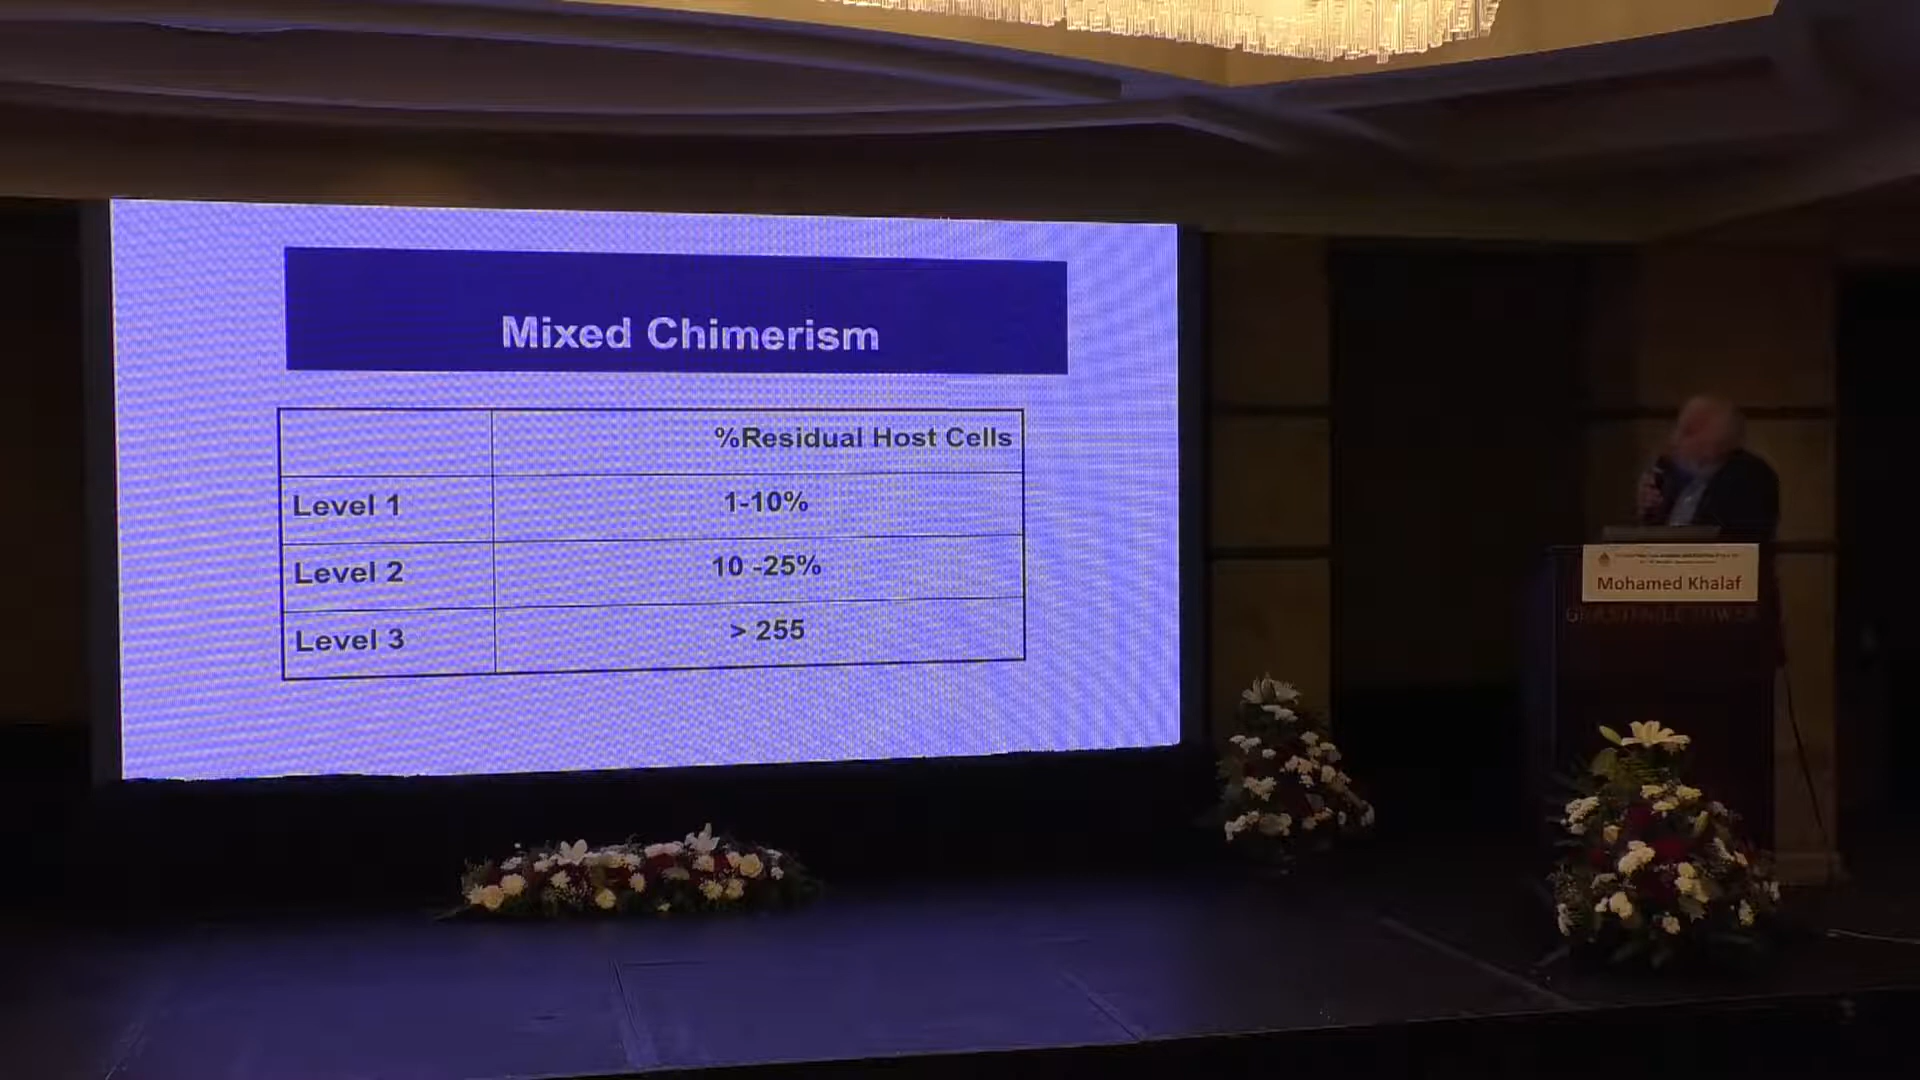 Mixed Chimerism
%Residual Host Cells
Level 1 1-10%
Level 2 10 -25%
Level 3 > 255
Mohamed Khalaf